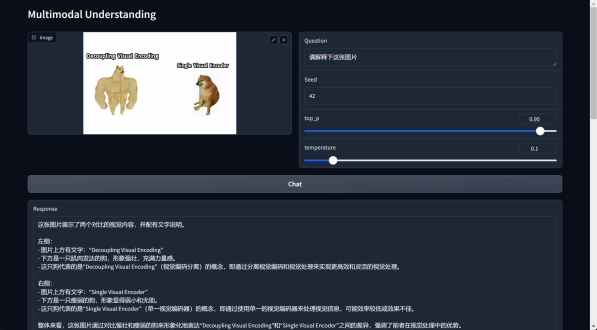 Multimodal Understanding
Image
Decoupling Visual Encoding
Single Visual Encoder
Question
请解释下这张图片
Seed
42
top_p
0.95
temperature
0.1
Chat
Response
这张图片展示了两个对比的视觉内容，并配有文字说明。
左侧：
- 图片上方有文字："Decoupling Visual Encoding"
- 下方是一只肌肉发达的狗，形象强壮，充满力量感。
- 这只狗代表的是"Decoupling Visual Encoding"（视觉编码分离）的概念，即通过分离视觉编码和视觉处理来实现更高效和灵活的视觉处理。
右侧：
- 图片上方有文字："Single Visual Encoder"
- 下方是一只瘦弱的狗，形象显得弱小和无助。
- 这只狗代表的是"Single Visual Encoder"（单一视觉编码器）的概念，即通过使用单一的视觉编码器来处理视觉信息，可能效率较低或效果不佳。
整体来看，这张图片通过对比强壮和瘦弱的狗来形象化地表达"Decoupling Visual Encoding"和"Single Visual Encoder"之间的差异，强调了前者在视觉处理中的优势。